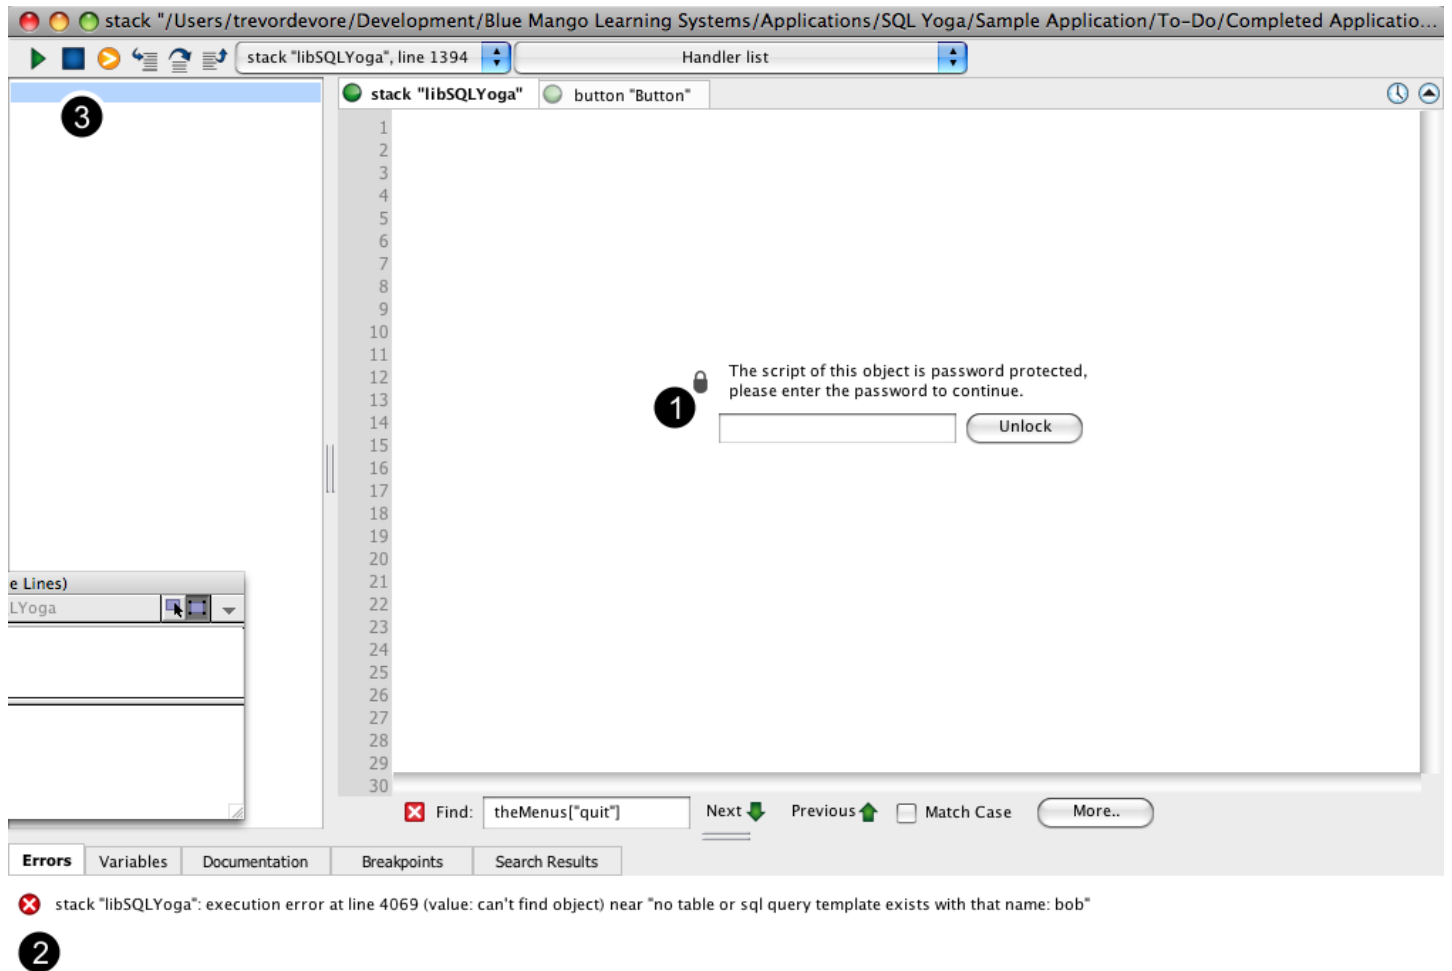 stack "/Users/trevordevore/Development/Blue Mango Learning Systems/Applications/SQL Yoga/Sample Application/To-Do/Completed Applicatio...
stack "libSQLYoga", line 1394
Handler list
3
stack "libSQLYoga"
button "Button"
1
2
3
4
5
6
7
8
9
10
11
12
13
14
15
16
17
18
19
20
21
22
23
24
25
26
27
28
29
30
The script of this object is password protected,
please enter the password to continue.
1
Unlock
e Lines)
LYoga
Find: theMenus["quit"] Next Previous Match Case More..
Errors Variables Documentation Breakpoints Search Results
stack "libSQLYoga": execution error at line 4069 (value: can't find object) near "no table or sql query template exists with that name: bob"
2